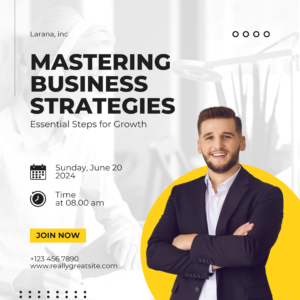 Larana, inc
MASTERING
BUSINESS
STRATEGIES
Essential Steps for Growth
Sunday, June 20
2024
Time
at 08.00 am
JOIN NOW
+123 456 7890
www.reallygreatsite.com